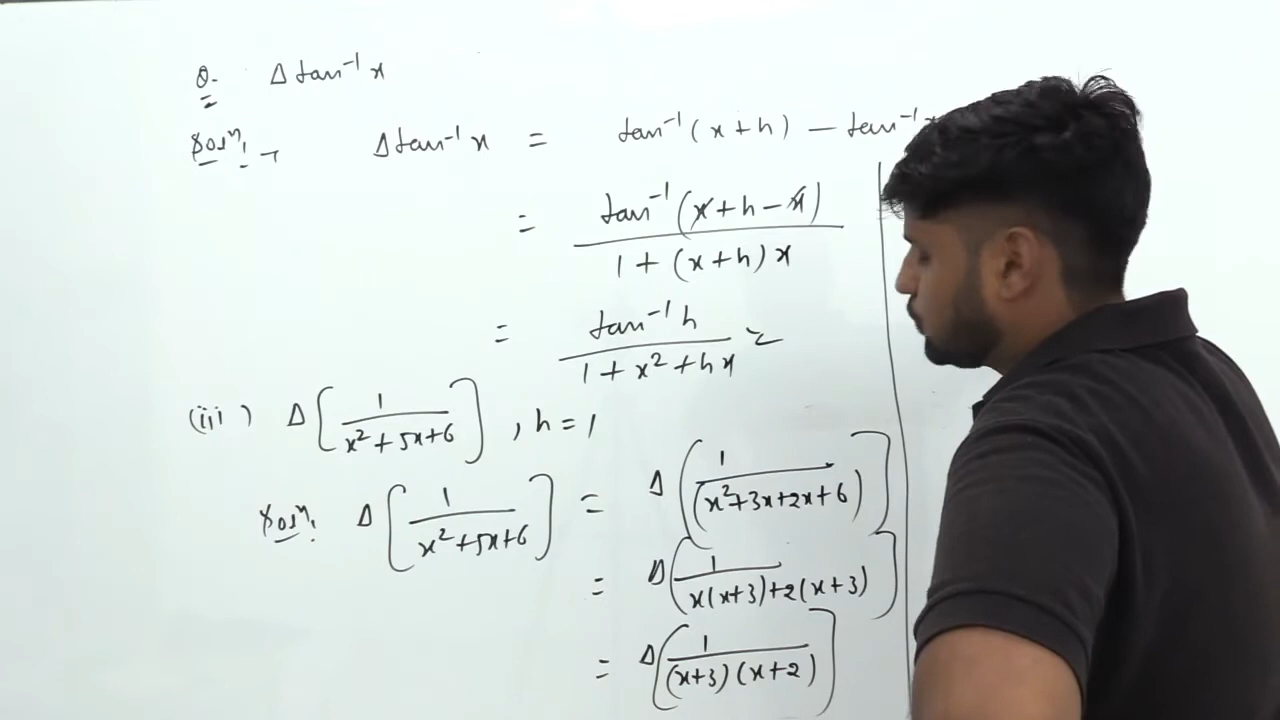 Q- Δ tan⁻¹ x
Solⁿ:- Δ tan⁻¹ x = tan⁻¹ (x + h) - tan⁻¹
= tan⁻¹ (x + h - x) / 1 + (x + h) x
= tan⁻¹ h / 1 + x² + hx
(iii) Δ [ 1 / x² + 5x + 6 ] , h = 1
Solⁿ: Δ [ 1 / x² + 5x + 6 ] = Δ [ 1 / (x² + 3x + 2x + 6) ]
= Δ [ 1 / x(x + 3) + 2(x + 3) ]
= Δ [ 1 / (x + 3) (x + 2) ]